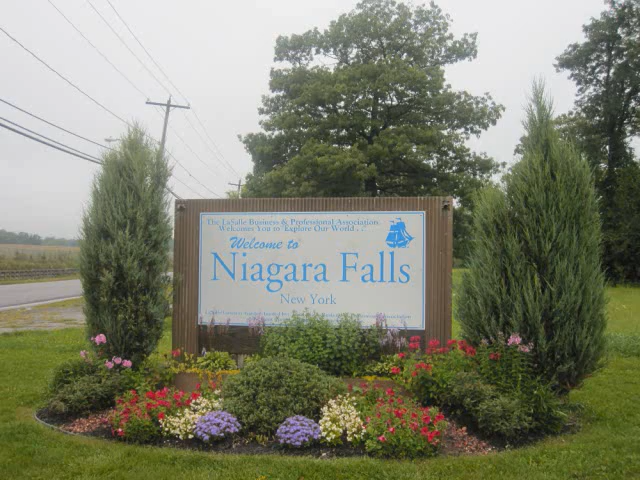 The LaSalle Business & Professional Association,
Welcomes You to "Explore Our World . . ."
Welcome to
Niagara Falls
New York